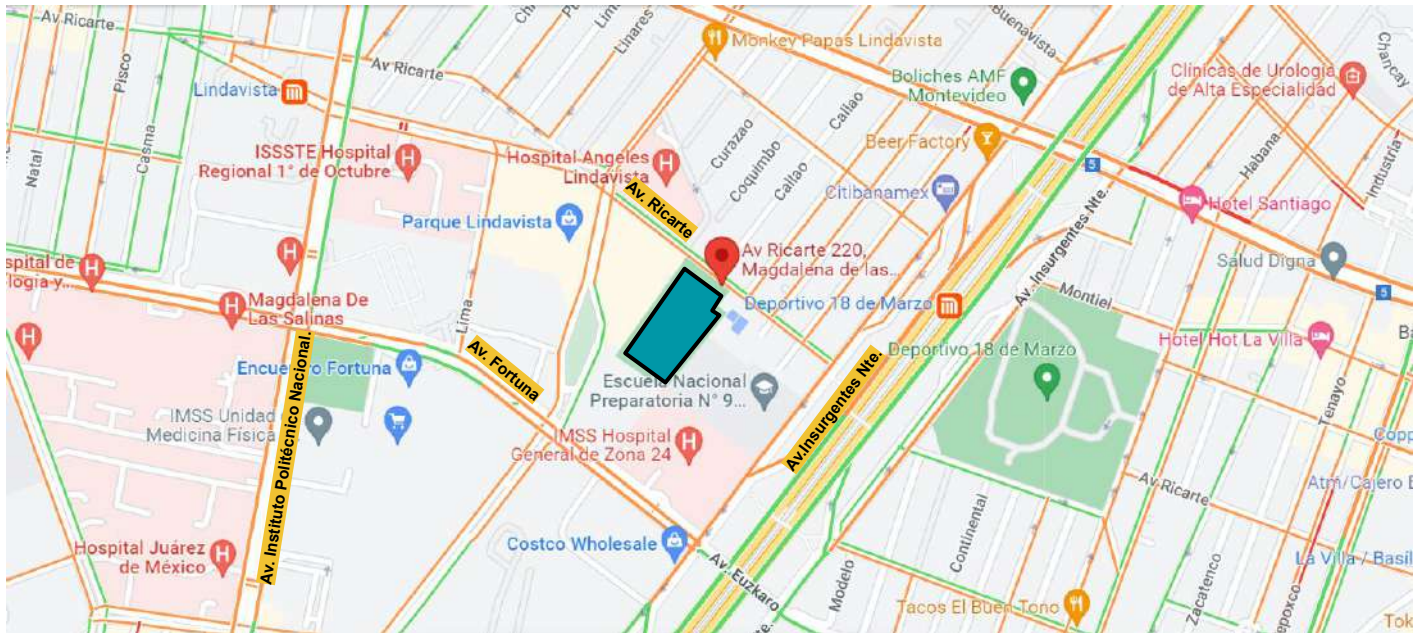 Av Ricarte
Lindavista
Pisco
Casma
Natal
ISSSTE Hospital
Regional 1° de Octubre
Linares
Monkey Papas Lindavista
Buenavista
Boliches AMF
Montevideo
Clínicas de Urología
de Alta Especialidad
Chancay
Hospital Angeles
Lindavista
Curazao
Coquimbo
Callao
Callao
Beer Factory
5
Habana
Industria
Parque Lindavista
Av. Ricarte
Citibanamex
Hotel Santiago
Av Ricarte 220,
Magdalena de las...
Av. Insurgentes Nte.
Salud Digna
Magdalena De
Las Salinas
Lima
Deportivo 18 de Marzo
Montiel
5
Encuentro Fortuna
Av. Fortuna
Deportivo 18 de Marzo
Hotel Hot La Villa
Escuela Nacional
Preparatoria N° 9...
Av.Insurgentes Nte.
Tenayo
IMSS Unidad
Medicina Física
IMSS Hospital
General de Zona 24
Av. Instituto Politécnico Nacional.
Av Ricarte
Atm/Cajero
Hospital Juárez
de México
Costco Wholesale
Av. Euzkaro
Modelo
Continental
Zacatenco
La Villa / Basíl
Tacos El Buen Tono